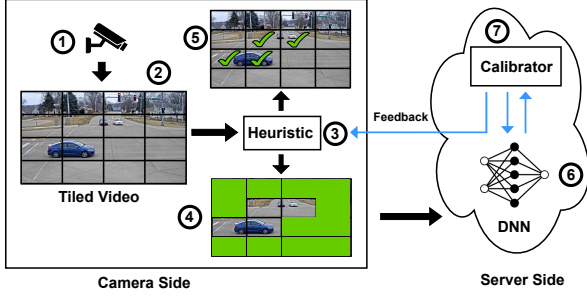 1
2
5
7
Calibrator
Feedback
Heuristic
3
Tiled Video
4
6
DNN
Camera Side
Server Side